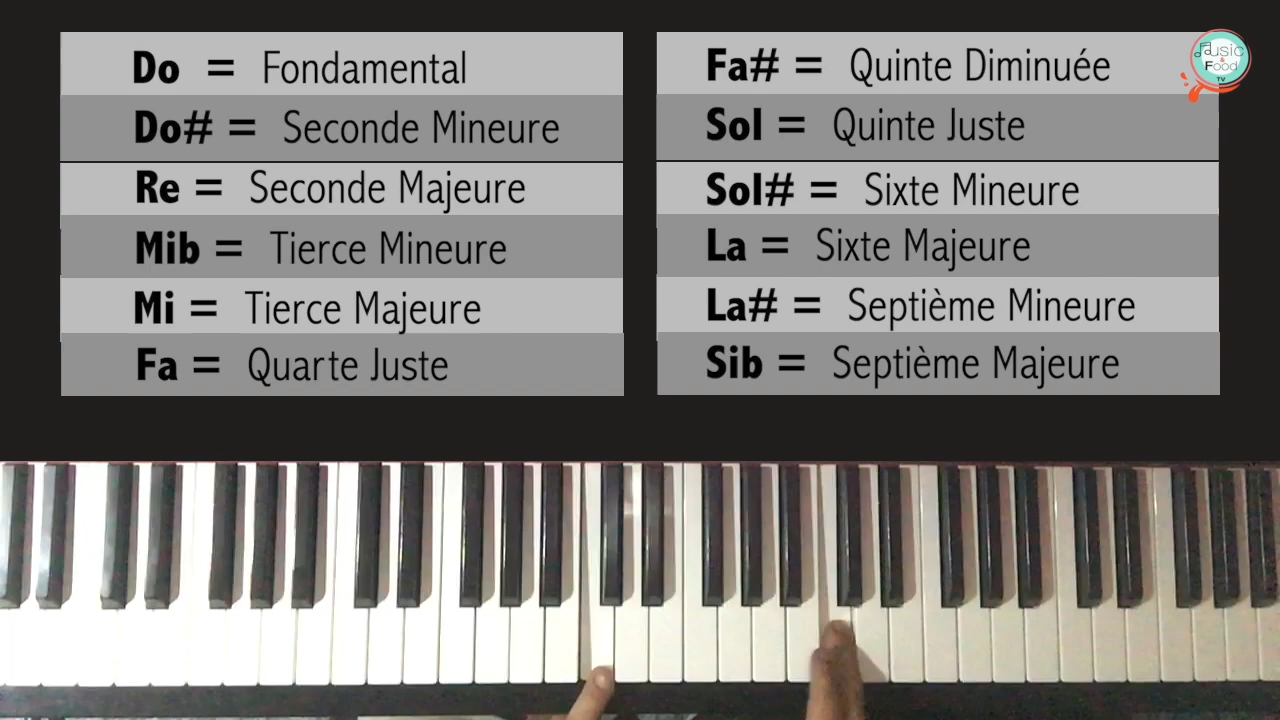 Do = Fondamental
Do# = Seconde Mineure
Re = Seconde Majeure
Mib = Tierce Mineure
Mi = Tierce Majeure
Fa = Quarte Juste
Fa# = Quinte Diminuée
Sol = Quinte Juste
Sol# = Sixte Mineure
La = Sixte Majeure
La# = Septième Mineure
Sib = Septième Majeure
Music
&
Food
TV